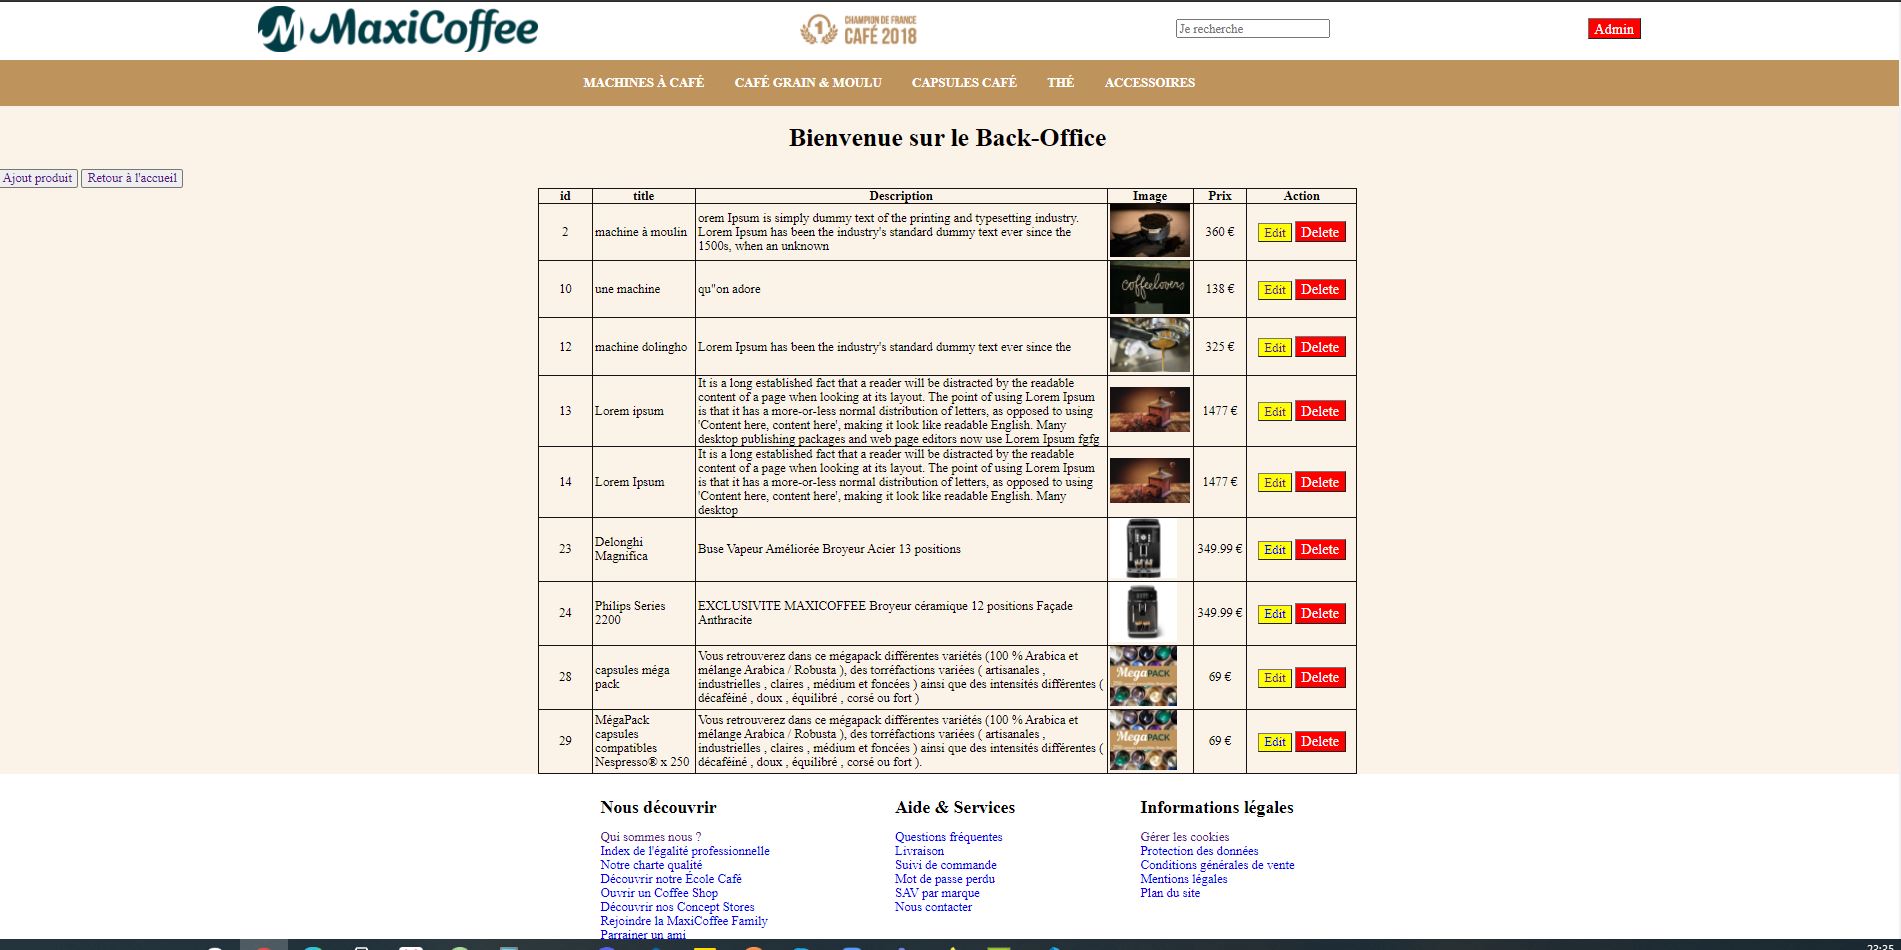 MaxiCoffee
CHAMPION DE FRANCE
CAFÉ 2018
Je recherche
Admin
MACHINES À CAFÉ CAFÉ GRAIN & MOULU CAPSULES CAFÉ THÉ ACCESSOIRES
Bienvenue sur le Back-Office
Ajout produit Retour à l'accueil
id title Description Image Prix Action
2 machine à moulin
orem Ipsum is simply dummy text of the printing and typesetting industry.
Lorem Ipsum has been the industry's standard dummy text ever since the
1500s, when an unknown
360 € Edit Delete
10 une machine qu"on adore coffeelovers 138 € Edit Delete
12 machine dolingho Lorem Ipsum has been the industry's standard dummy text ever since the 325 € Edit Delete
13 Lorem ipsum
It is a long established fact that a reader will be distracted by the readable
content of a page when looking at its layout. The point of using Lorem Ipsum
is that it has a more-or-less normal distribution of letters, as opposed to using
'Content here, content here', making it look like readable English. Many
desktop publishing packages and web page editors now use Lorem Ipsum fgfg
1477 € Edit Delete
14 Lorem Ipsum
It is a long established fact that a reader will be distracted by the readable
content of a page when looking at its layout. The point of using Lorem Ipsum
is that it has a more-or-less normal distribution of letters, as opposed to using
'Content here, content here', making it look like readable English. Many
desktop
1477 € Edit Delete
23
Delonghi
Magnifica
Buse Vapeur Améliorée Broyeur Acier 13 positions
349.99 € Edit Delete
24
Philips Series
2200
EXCLUSIVITE MAXICOFFEE Broyeur céramique 12 positions Façade
Anthracite
349.99 € Edit Delete
28
capsules méga
pack
Vous retrouverez dans ce mégapack différentes variétés (100 % Arabica et
mélange Arabica / Robusta ), des torréfactions variées ( artisanales ,
industrielles , claires , médium et foncées ) ainsi que des intensités différentes (
décaféiné , doux , équilibré , corsé ou fort )
MegaPACK
69 € Edit Delete
29
MégaPack
capsules
compatibles
Nespresso® x 250
Vous retrouverez dans ce mégapack différentes variétés (100 % Arabica et
mélange Arabica / Robusta ), des torréfactions variées ( artisanales ,
industrielles , claires , médium et foncées ) ainsi que des intensités différentes (
décaféiné , doux , équilibré , corsé ou fort ).
MegaPACK
69 € Edit Delete
Nous découvrir
Qui sommes nous ?
Index de l'égalité professionnelle
Notre charte qualité
Découvrir notre École Café
Ouvrir un Coffee Shop
Découvrir nos Concept Stores
Rejoindre la MaxiCoffee Family
Parrainer un ami
Aide & Services
Questions fréquentes
Livraison
Suivi de commande
Mot de passe perdu
SAV par marque
Nous contacter
Informations légales
Gérer les cookies
Protection des données
Conditions générales de vente
Mentions légales
Plan du site